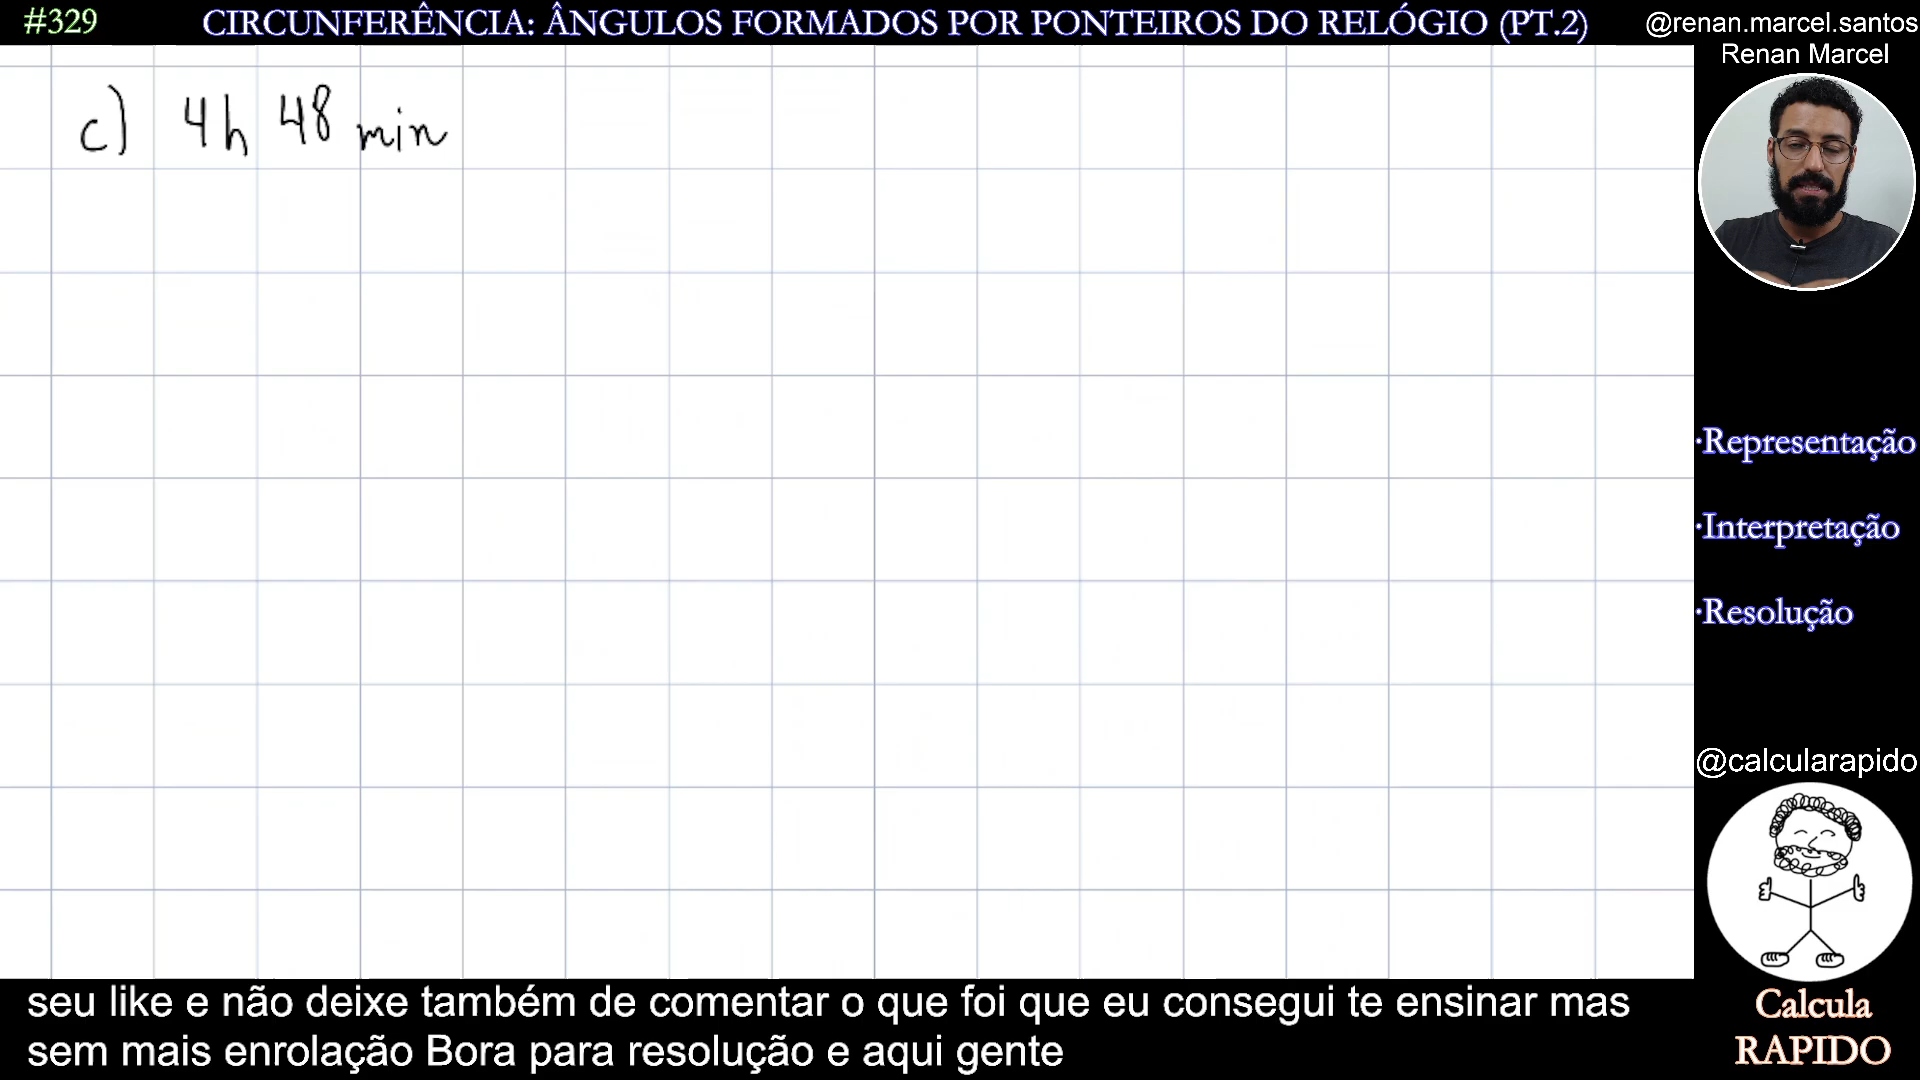 #329
CIRCUNFERÊNCIA: ÂNGULOS FORMADOS POR PONTEIROS DO RELÓGIO (PT.2)
@renan.marcel.santos
Renan Marcel
c) 4h 48 min
·Representação
·Interpretação
·Resolução
@calcularapido
Calcula
RAPIDO
seu like e não deixe também de comentar o que foi que eu consegui te ensinar mas
sem mais enrolação Bora para resolução e aqui gente